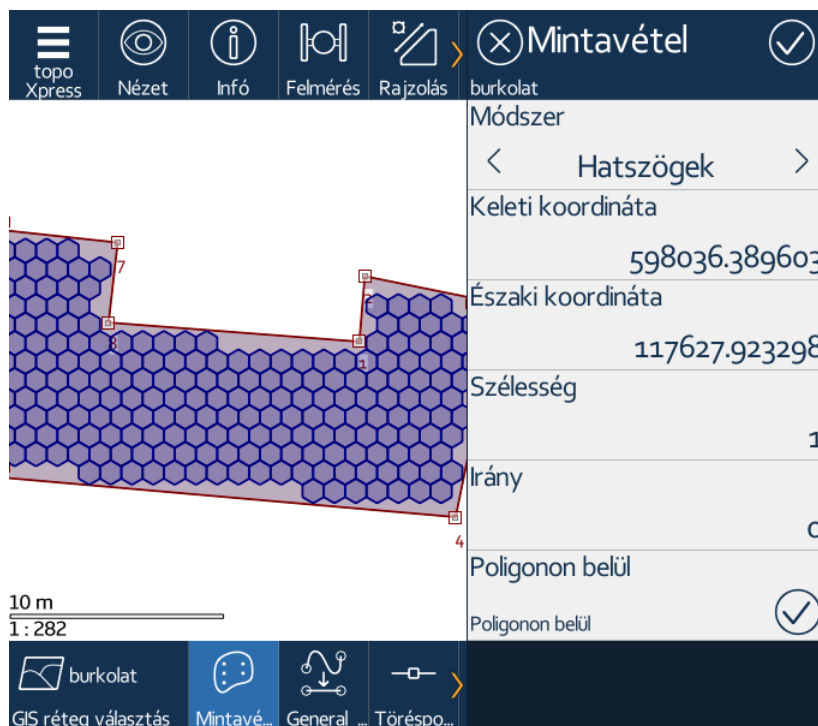 topo
Xpress
Nézet
Infó
Felmérés
Rajzolás
Mintavétel
burkolat
Módszer
Hatszögek
Keleti koordináta
598036.389603
Északi koordináta
117627.923298
Szélesség
1
Irány
0
Poligonon belül
Poligonon belül
7
2
8
1
4
10 m
1 : 282
burkolat
GIS réteg választás
Mintavé...
General ...
Töréspo...